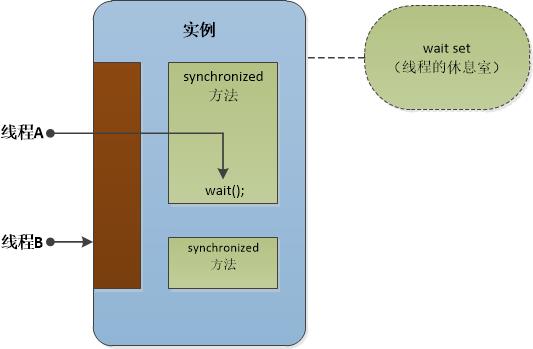 实例
wait set
（线程的休息室）
synchronized
方法
线程A
wait();
线程B
synchronized
方法